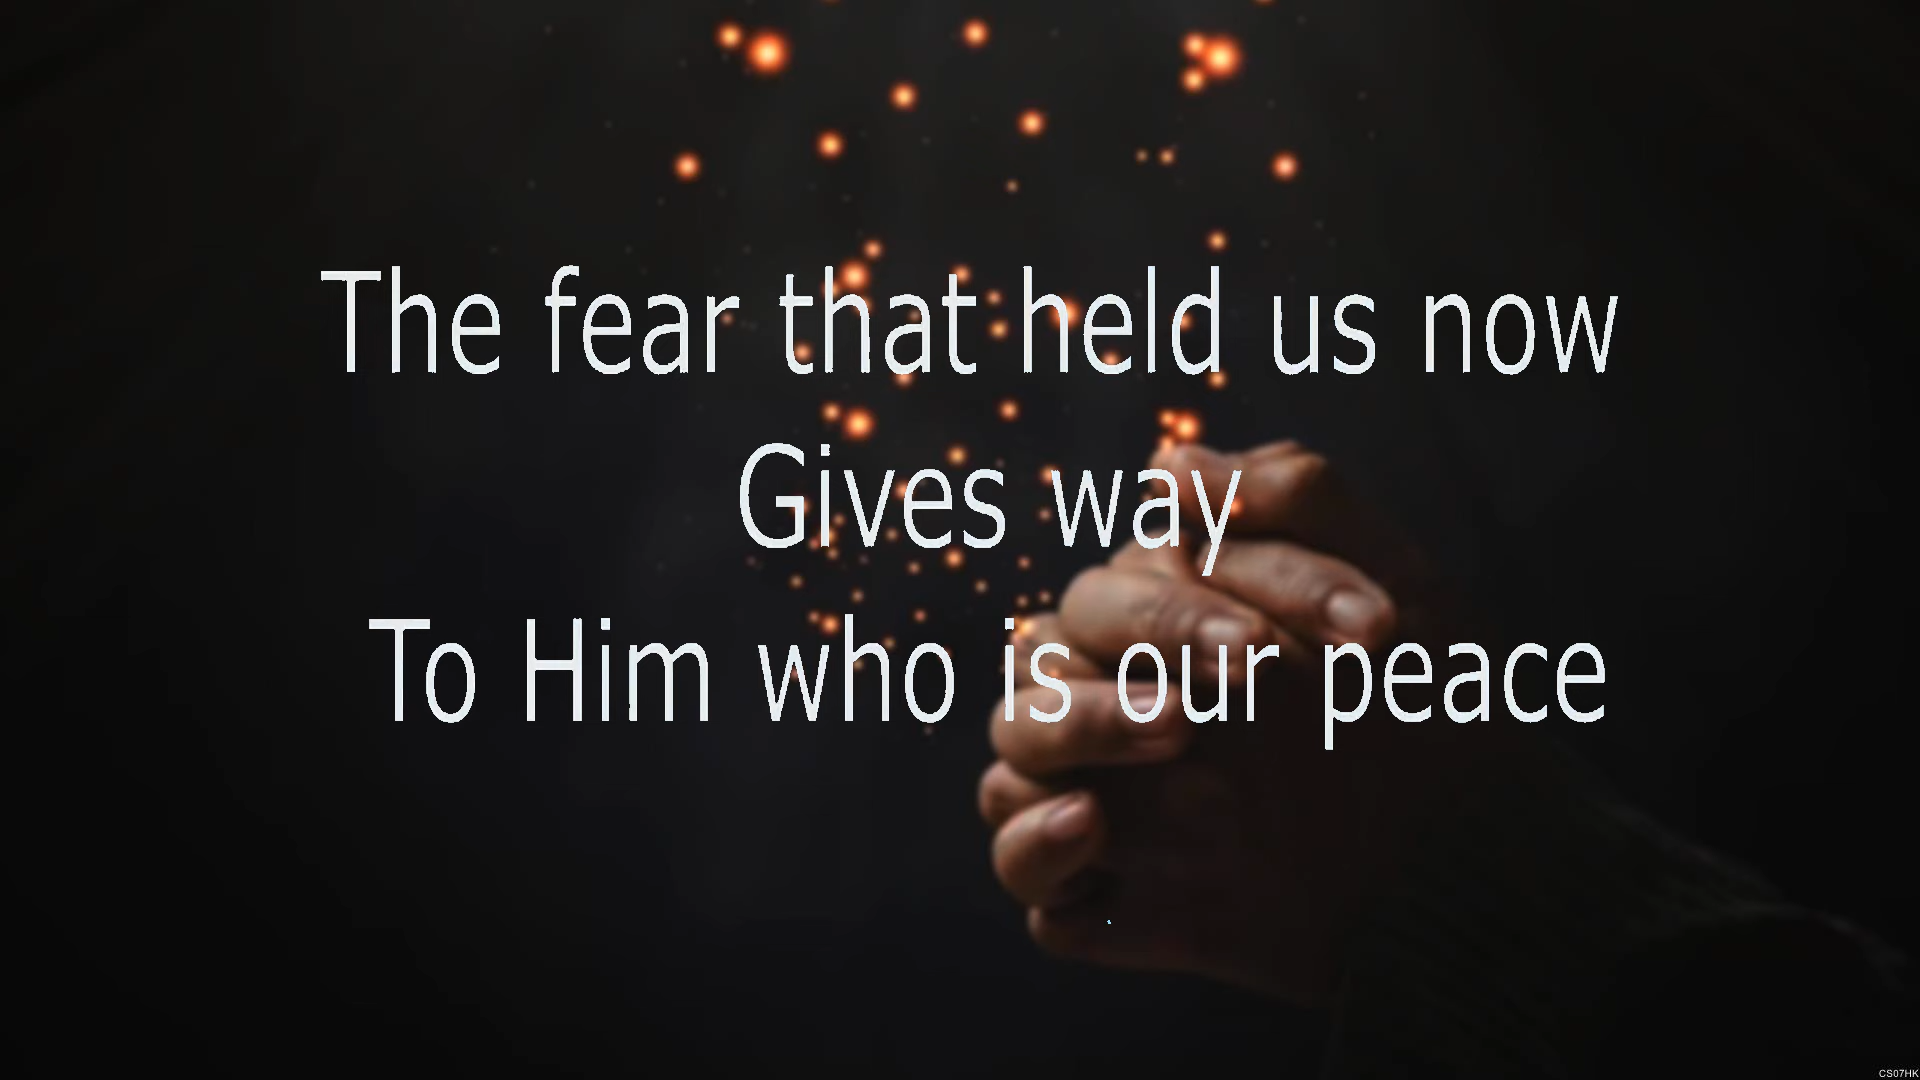 The fear that held us now
Gives way
To Him who is our peace
CS07HK